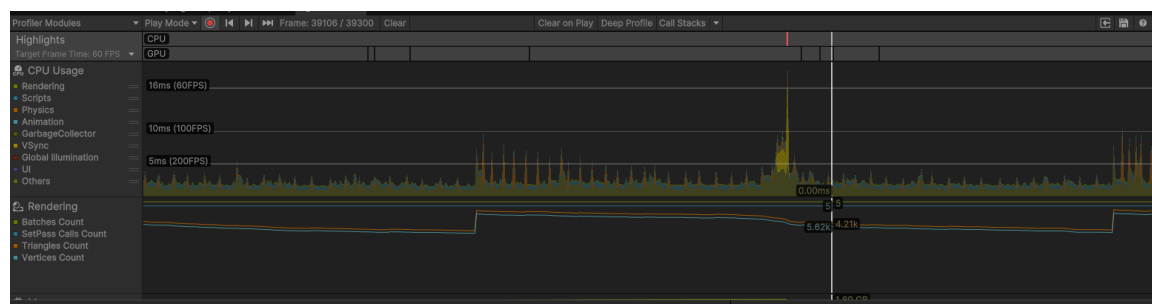 Profiler Modules Play Mode Frame: 39106 / 39300 Clear Clear on Play Deep Profile Call Stacks
Highlights CPU
Target Frame Time: 60 FPS GPU
CPU Usage
Rendering
Scripts
Physics
Animation
GarbageCollector
VSync
Global Illumination
UI
Others
16ms (60FPS)
10ms (100FPS)
5ms (200FPS)
0.00ms
Rendering
Batches Count
SetPass Calls Count
Triangles Count
Vertices Count
5 5
5.62k 4.21k